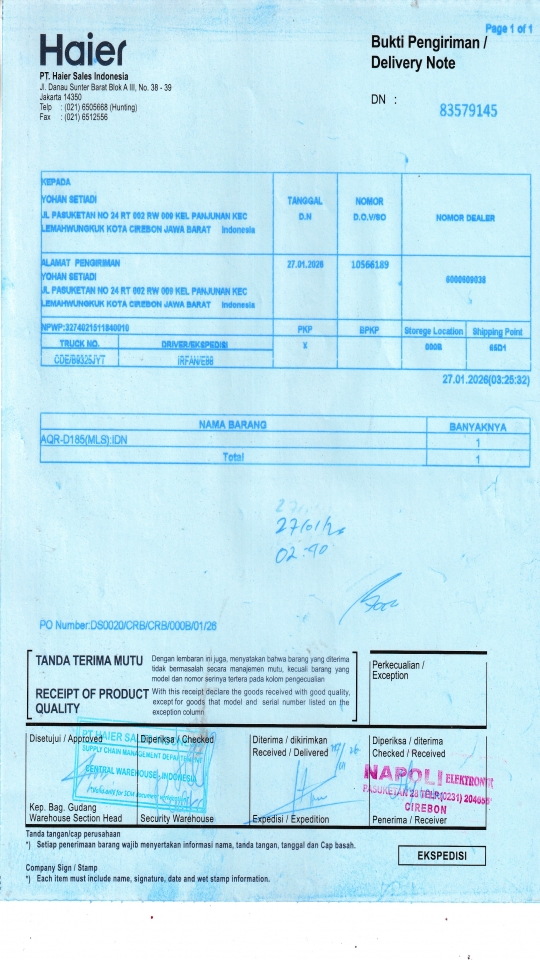 Page 1 of 1
Haier
Bukti Pengiriman /
Delivery Note
PT. Haier Sales Indonesia
Jl. Danau Sunter Barat Blok A III, No. 38 - 39
Jakarta 14350
Telp : (021) 6505668 (Hunting)
Fax : (021) 6512556
DN : 83579145
KEPADA
YOHAN SETIADI
JL PASUKETAN NO 24 RT 002 RW 009 KEL PANJUNAN KEC
LEMAHWUNGKUK KOTA CIREBON JAWA BARAT Indonesia
TANGGAL
D.N
NOMOR
D.O.V/SO
NOMOR DEALER
ALAMAT PENGIRIMAN
YOHAN SETIADI
JL PASUKETAN NO 24 RT 002 RW 009 KEL PANJUNAN KEC
LEMAHWUNGKUK KOTA CIREBON JAWA BARAT Indonesia
27.01.2026
10566189
NPWP:3274021511840010
PKP
BPKP
Storege Location
Shipping Point
TRUCK NO.
DRIVER/EKSPEDISI
X
000B
65D1
CDE/B9325JYT
IRFAN/E98
27.01.2026(03:25:32)
NAMA BARANG
BANYAKNYA
AQR-D185(MLS):IDN
1
Total
1
27/01/26
02.40
PO Number:DS0020/CRB/CRB/000B/01/26
TANDA TERIMA MUTU
Dengan lembaran ini juga, menyatakan bahwa barang yang diterima
tidak bermasalah secara manajemen mutu, kecuali barang yang
model dan nomor serinya tertera pada kolom pengecualian
RECEIPT OF PRODUCT
QUALITY
With this receipt declare the goods received with good quality,
except for goods that model and serial number listed on the
exception column
Perkecualian /
Exception
Disetujui / Approved
Diperiksa / Checked
Diterima / dikirimkan
Received / Delivered
Diperiksa / diterima
Checked / Received
PT HAIER SALES INDONESIA
SUPPLY CHAIN MANAGEMENT DEPARTMENT
CENTRAL WAREHOUSE - INDONESIA
NAPOLI ELEKTRONIK
PASUKETAN 28 TELP.(0231) 204655
CIREBON
Kep. Bag. Gudang
Warehouse Section Head
Security Warehouse
Expedisi / Expedition
Penerima / Receiver
Tanda tangan/cap perusahaan
*) Setiap penerimaan barang wajib menyertakan informasi nama, tanda tangan, tanggal dan Cap basah.
EKSPEDISI
Company Sign / Stamp
*) Each item must include name, signature, date and wet stamp information.